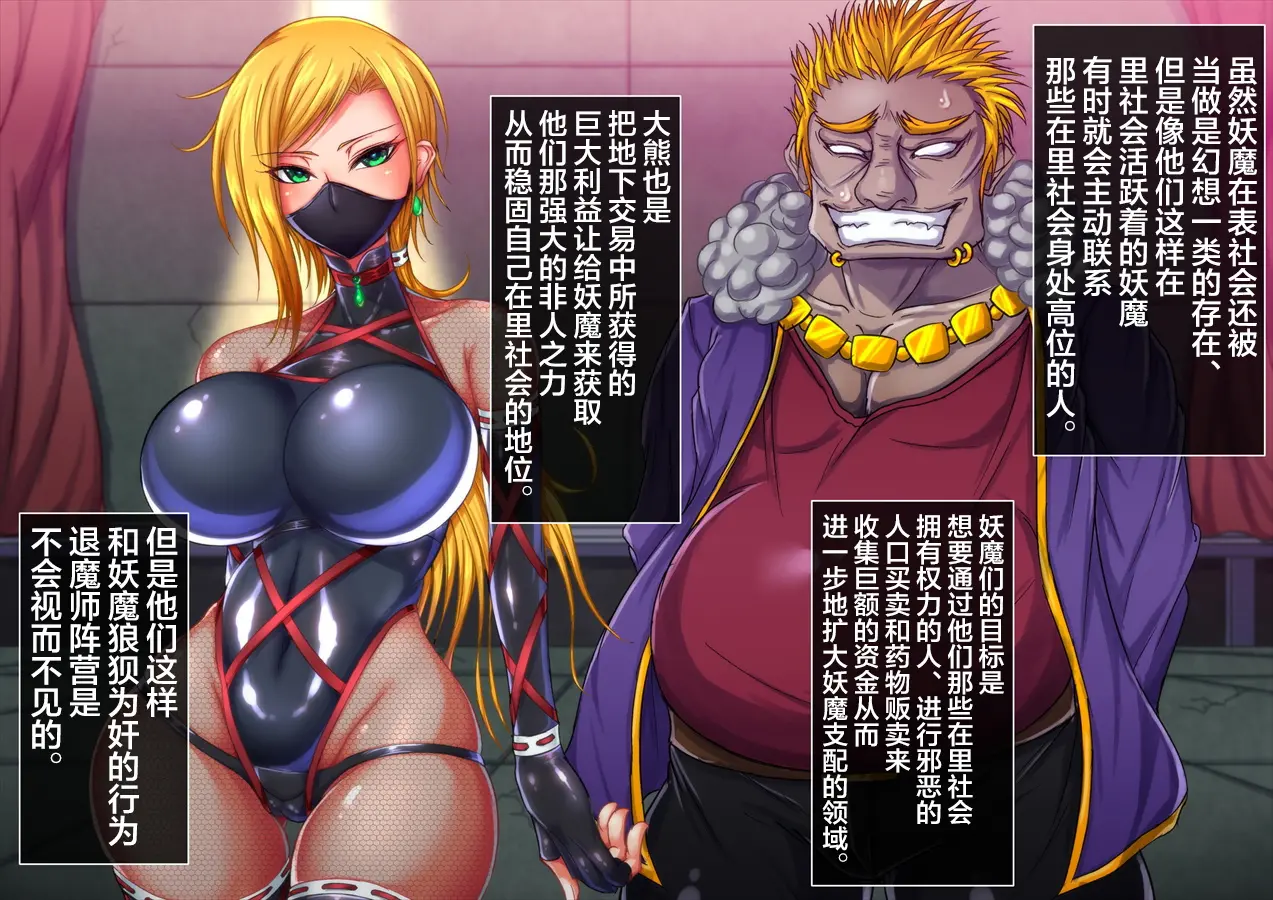 虽然妖魔在表社会还被
当做是幻想一类的存在、
但是像他们这样在
里社会活跃着的妖魔
有时就会主动联系
那些在里社会身处高位的人。
妖魔们的目标是
想要通过他们那些在里社会
拥有权力的人、进行邪恶的
人口买卖和药物贩卖来
收集巨额的资金从而
进一步地扩大妖魔支配的领域。
大熊也是
把地下交易中所获得的
巨大利益让给妖魔来获取
他们那强大的非人之力
从而稳固自己在里社会的地位。
但是他们这样
和妖魔狼狈为奸的行为
退魔师阵营是
不会视而不见的。